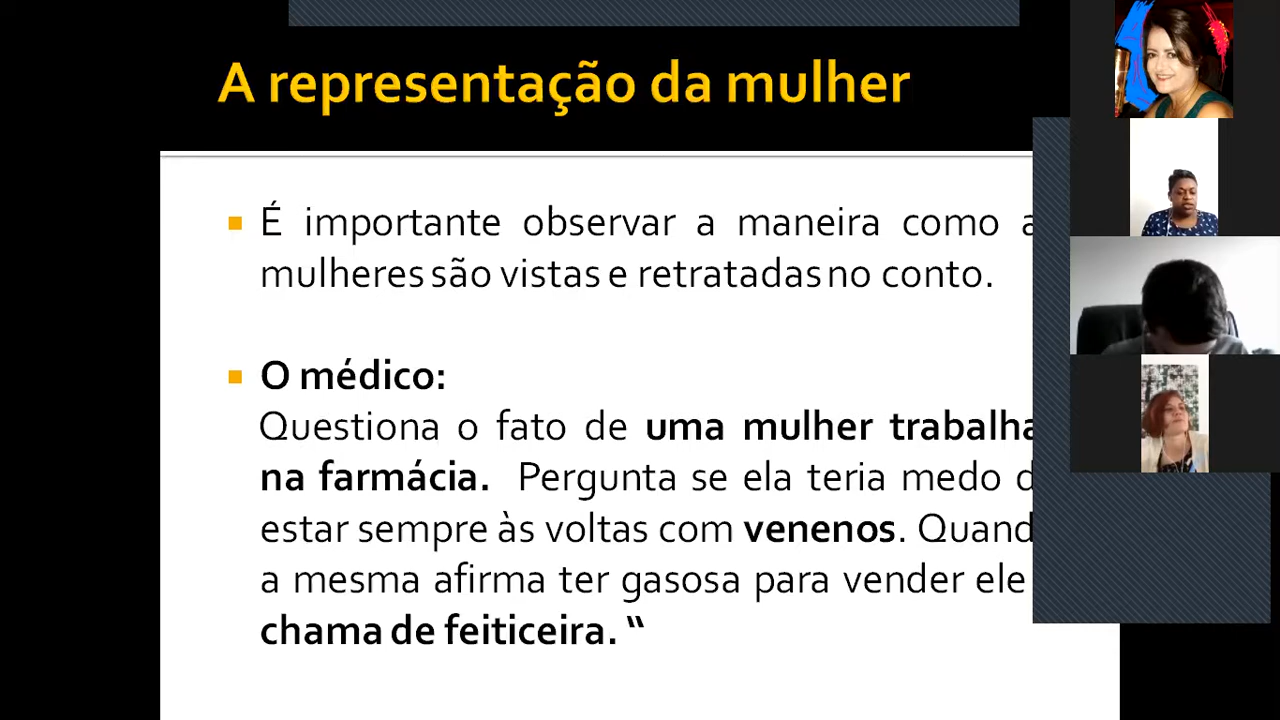 A representação da mulher
É importante observar a maneira como a
mulheres são vistas e retratadas no conto.
O médico:
Questiona o fato de uma mulher trabalha
na farmácia. Pergunta se ela teria medo d
estar sempre às voltas com venenos. Quand
a mesma afirma ter gasosa para vender ele
chama de feiticeira. “